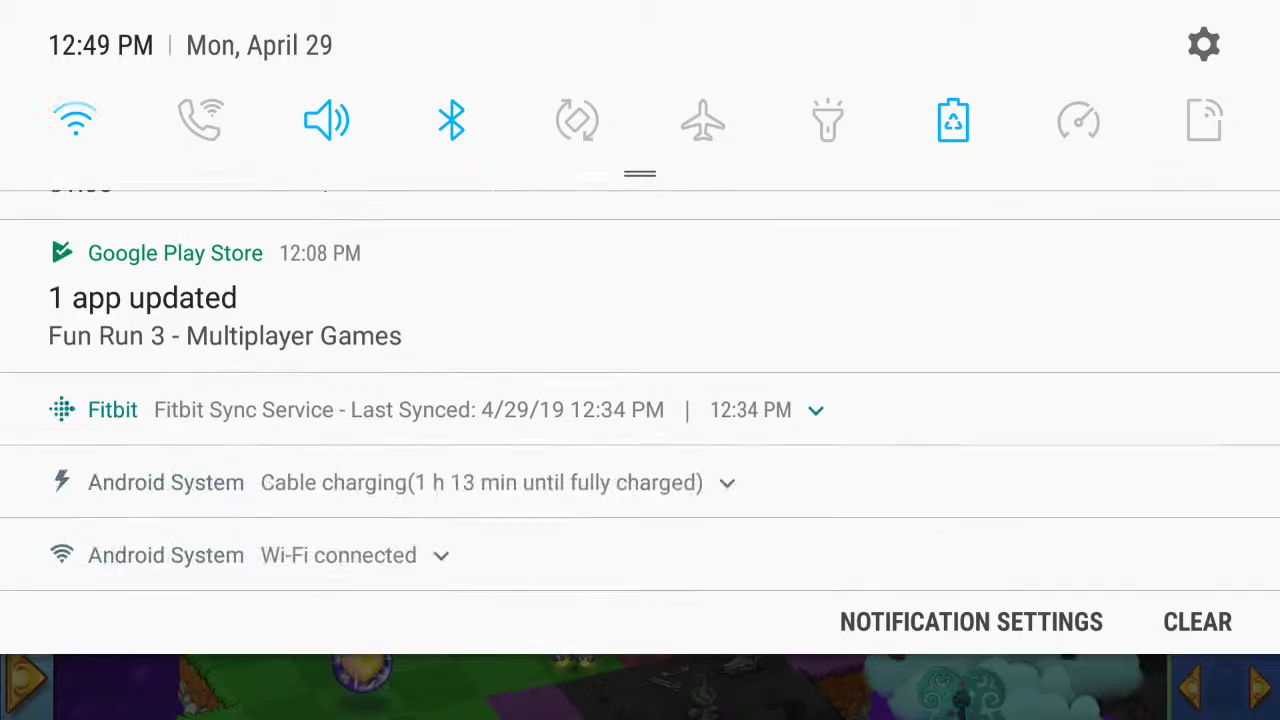 12:49 PM | Mon, April 29
Google Play Store 12:08 PM
1 app updated
Fun Run 3 - Multiplayer Games
Fitbit Fitbit Sync Service - Last Synced: 4/29/19 12:34 PM | 12:34 PM
Android System Cable charging(1 h 13 min until fully charged)
Android System Wi-Fi connected
NOTIFICATION SETTINGS CLEAR